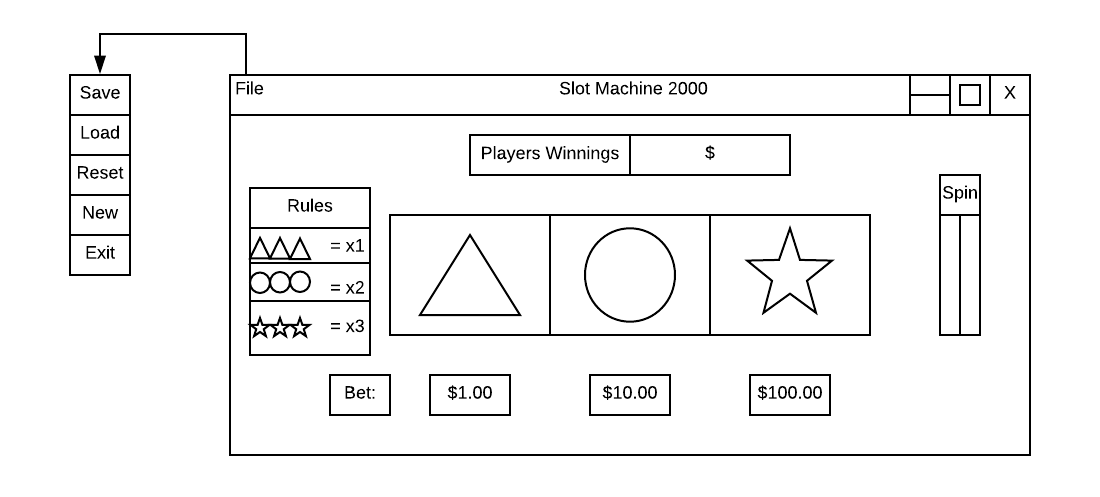 File
Slot Machine 2000
X
Save
Load
Reset
New
Exit
Players Winnings
$
Spin
Rules
= x1
= x2
= x3
Bet:
$1.00
$10.00
$100.00